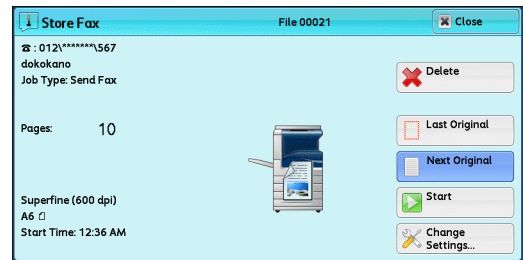 Store Fax
File 00021
Close
☎ : 012\*******\567
dokokano
Job Type: Send Fax
Delete
Pages: 10
Last Original
Next Original
Superfine (600 dpi)
Start
A6
Start Time: 12:36 AM
Change
Settings...